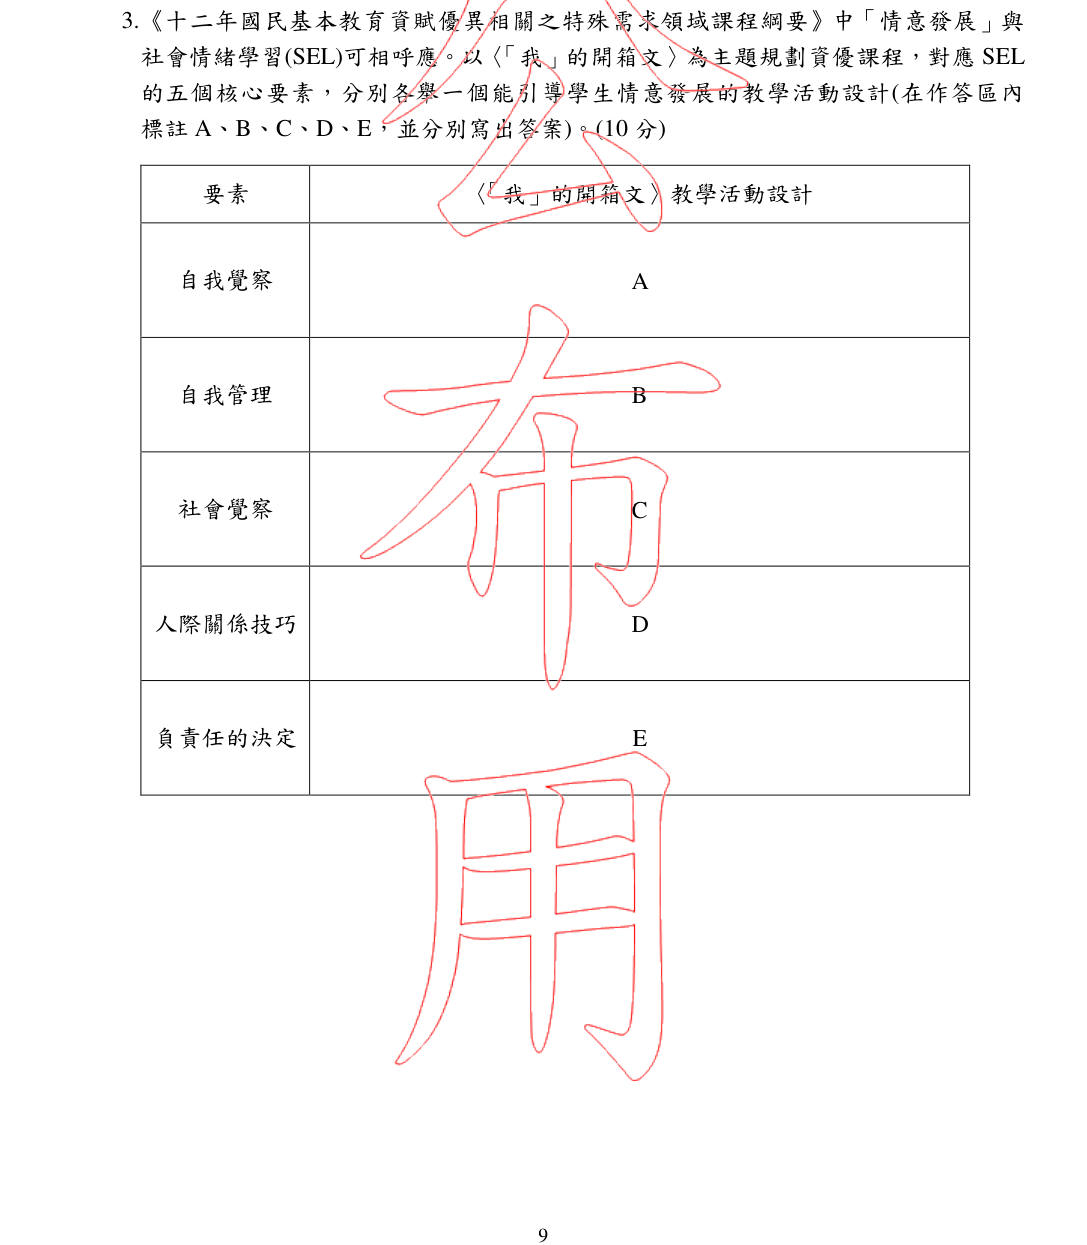 3.《十二年國民基本教育資賦優異相關之特殊需求領域課程綱要》中「情意發展」與
社會情緒學習(SEL)可相呼應。以〈「我」的開箱文〉為主題規劃資優課程，對應 SEL
的五個核心要素，分別各舉一個能引導學生情意發展的教學活動設計(在作答區內
標註 A、B、C、D、E，並分別寫出答案)。(10 分)
要素 〈「我」的開箱文〉教學活動設計
自我覺察 A
自我管理 B
社會覺察 C
人際關係技巧 D
負責任的決定 E
公
布
用
9